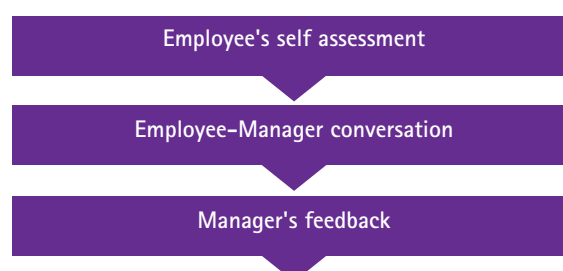 Employee's self assessment
Employee-Manager conversation
Manager's feedback